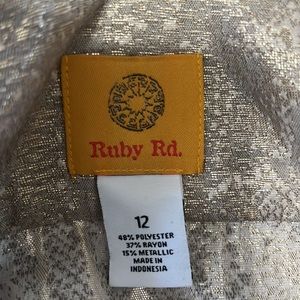 Ruby Rd.
12
48% POLYESTER
37% RAYON
15% METALLIC
MADE IN
INDONESIA